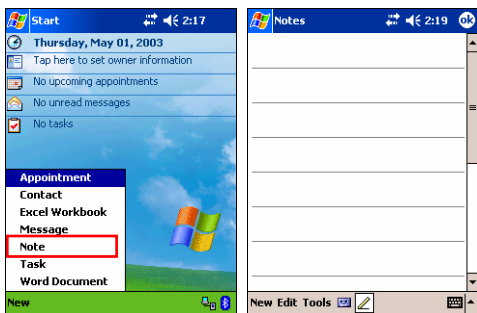 Start 2:17
Thursday, May 01, 2003
Tap here to set owner information
No upcoming appointments
No unread messages
No tasks
Appointment
Contact
Excel Workbook
Message
Note
Task
Word Document
New
Notes 2:19 ok
New Edit Tools